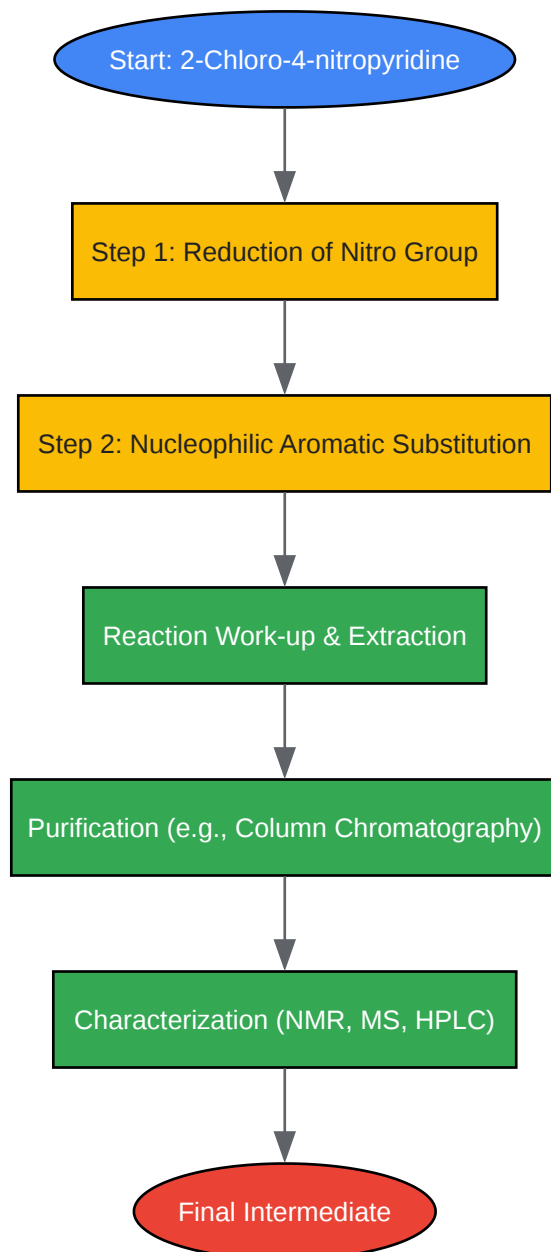 Start: 2-Chloro-4-nitropyridine
Step 1: Reduction of Nitro Group
Step 2: Nucleophilic Aromatic Substitution
Reaction Work-up & Extraction
Purification (e.g., Column Chromatography)
Characterization (NMR, MS, HPLC)
Final Intermediate